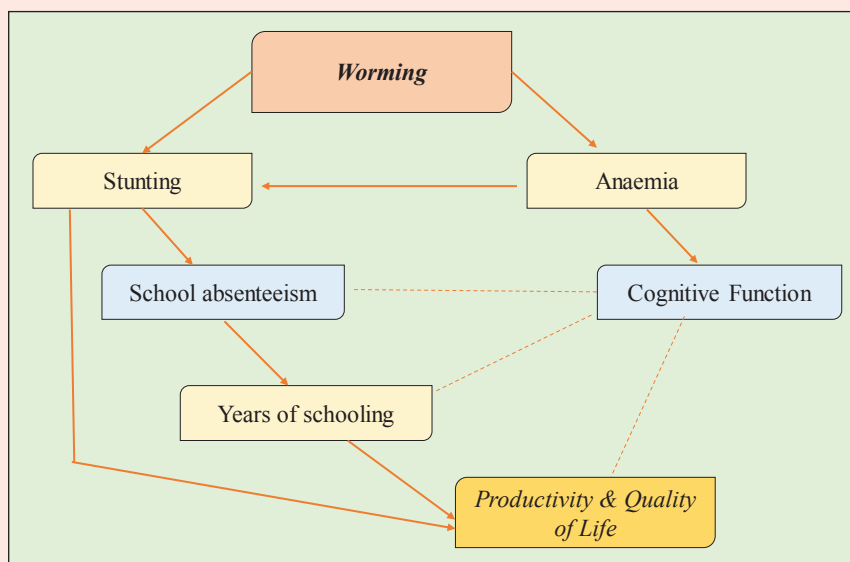 Worming
Stunting
Anaemia
School absenteeism
Cognitive Function
Years of schooling
Productivity & Quality
of Life